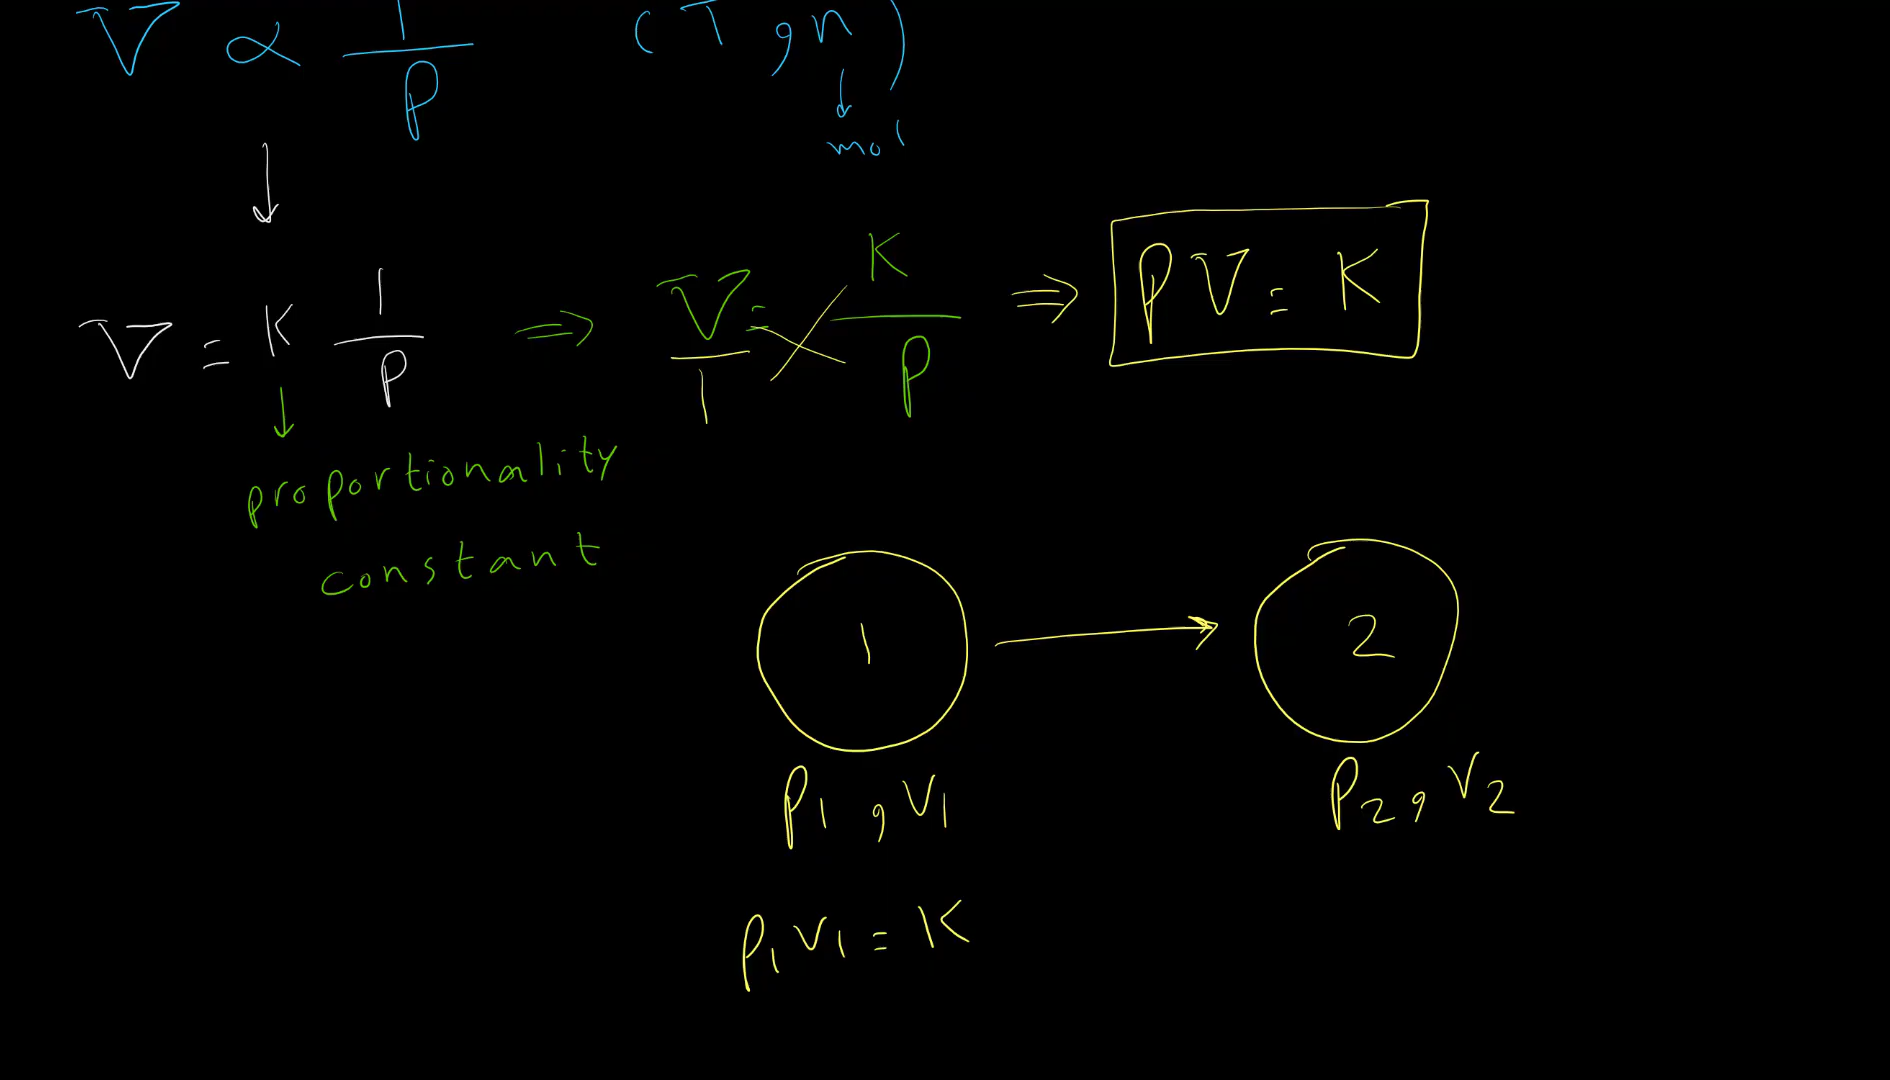 V ∝ 1/P (T, n)
mol
V = K 1/P ⇒ V/1 = K/P ⇒ PV = K
proportionality
constant
1 → 2
P1, V1 P2, V2
P1V1 = K